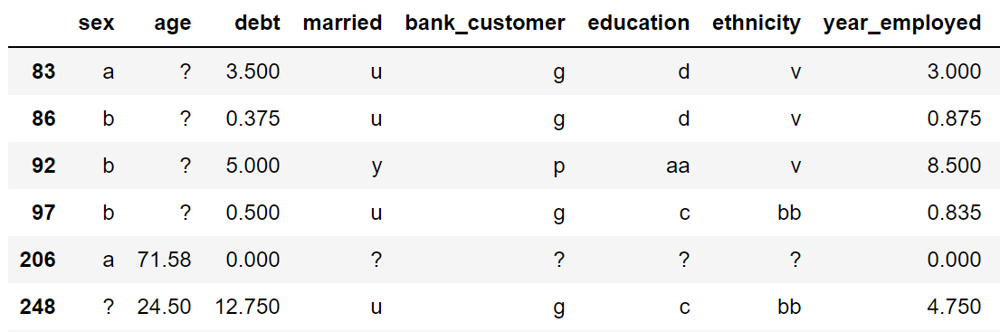 sex age debt married bank_customer education ethnicity year_employed
83 a ? 3.500 u g d v 3.000
86 b ? 0.375 u g d v 0.875
92 b ? 5.000 y p aa v 8.500
97 b ? 0.500 u g c bb 0.835
206 a 71.58 0.000 ? ? ? ? 0.000
248 ? 24.50 12.750 u g c bb 4.750